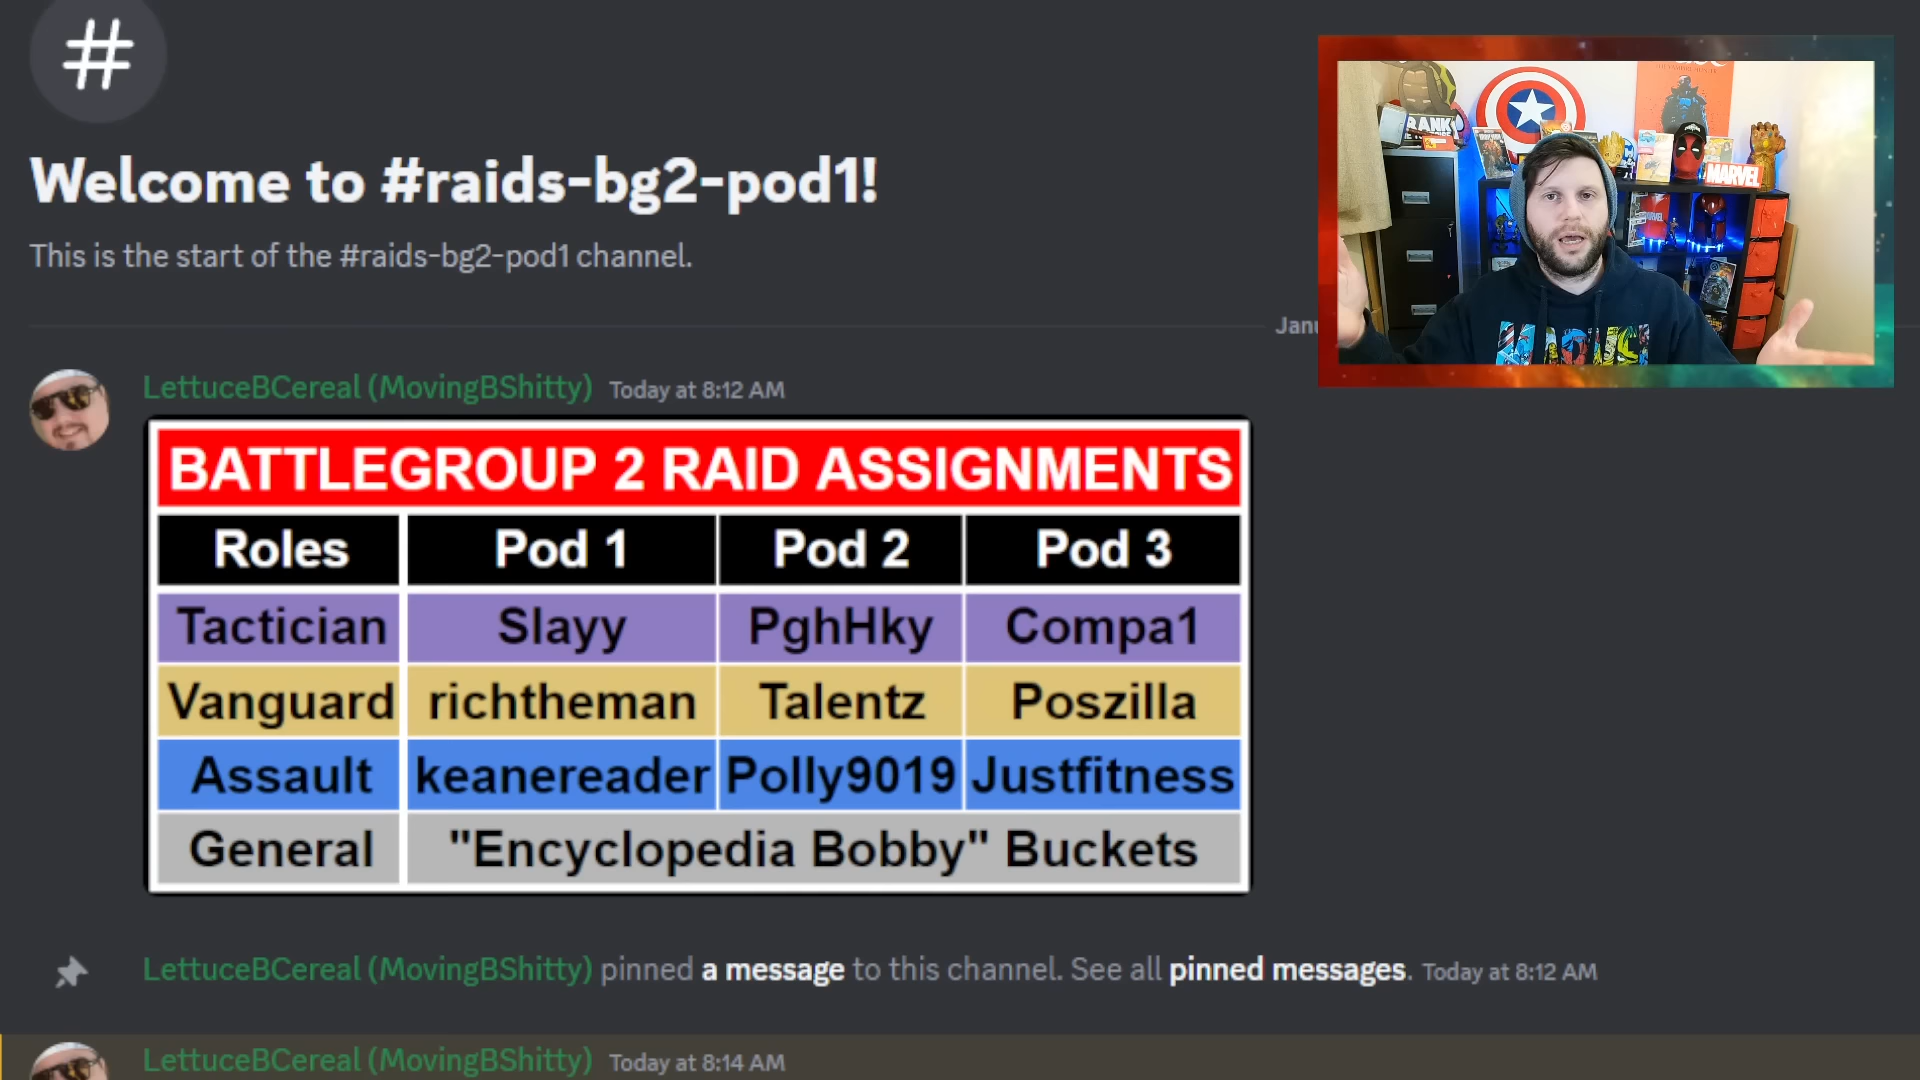 #
Welcome to #raids-bg2-pod1!
This is the start of the #raids-bg2-pod1 channel.
Janu
LettuceBCereal (MovingBShitty) Today at 8:12 AM
BATTLEGROUP 2 RAID ASSIGNMENTS
Roles Pod 1 Pod 2 Pod 3
Tactician Slayy PghHky Compa1
Vanguard richtheman Talentz Poszilla
Assault keanereader Polly9019 Justfitness
General "Encyclopedia Bobby" Buckets
LettuceBCereal (MovingBShitty) pinned a message to this channel. See all pinned messages. Today at 8:12 AM
LettuceBCereal (MovingBShitty) Today at 8:14 AM
RANK
MARVEL